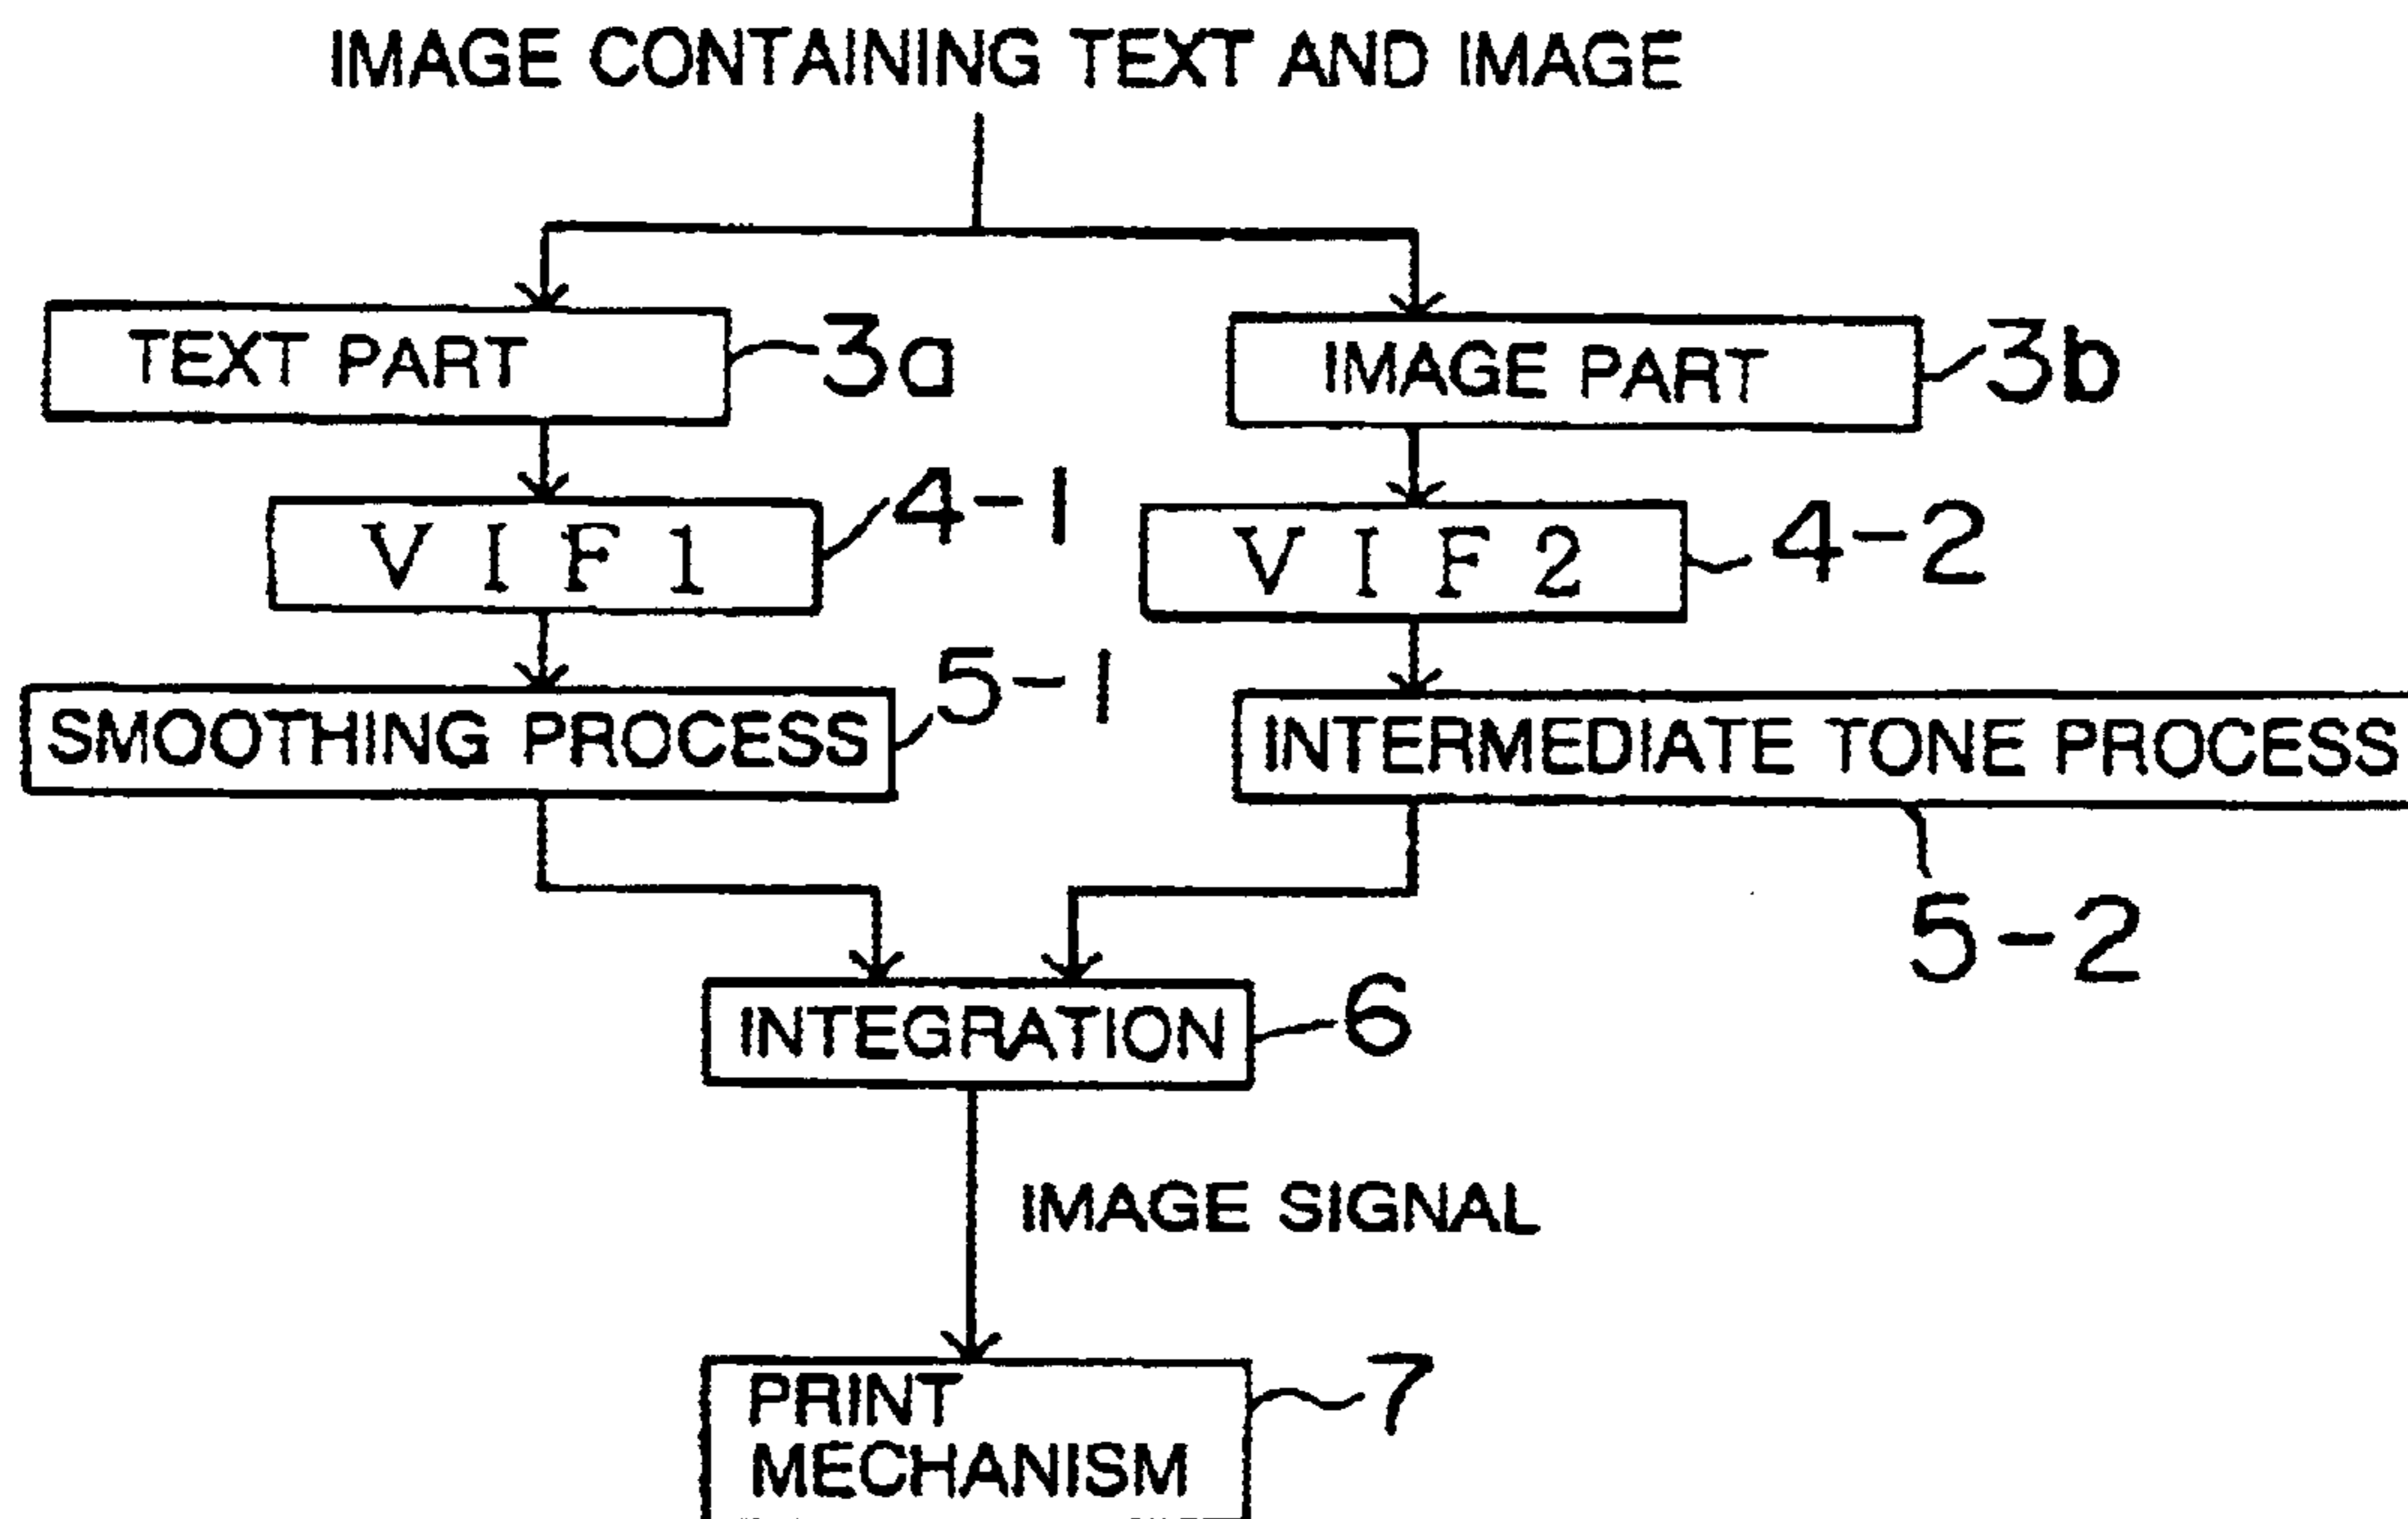 IMAGE CONTAINING TEXT AND IMAGE
TEXT PART
3a
IMAGE PART
3b
VIF1
4-1
VIF2
4-2
SMOOTHING PROCESS
5-1
INTERMEDIATE TONE PROCESS
5-2
INTEGRATION
6
IMAGE SIGNAL
PRINT
MECHANISM
7